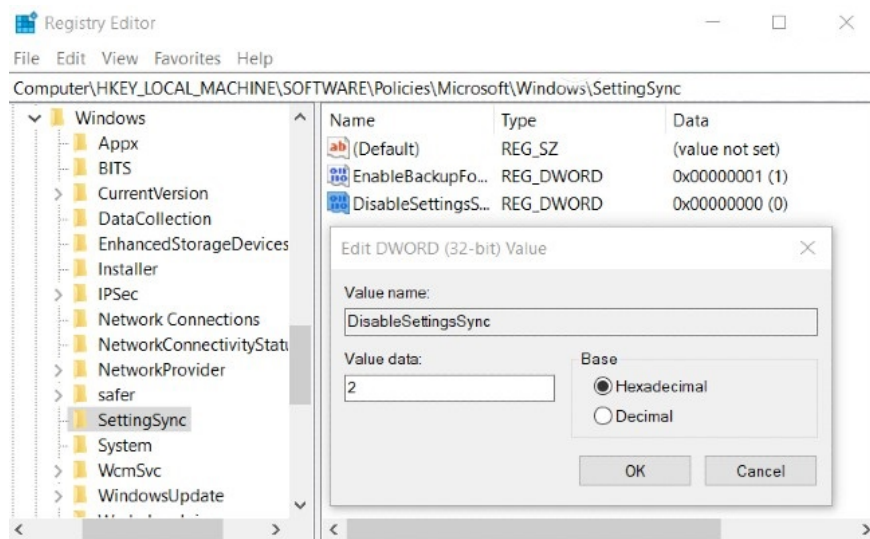 Registry Editor
File Edit View Favorites Help
Computer\HKEY_LOCAL_MACHINE\SOFTWARE\Policies\Microsoft\Windows\SettingSync
Windows
Appx
BITS
CurrentVersion
DataCollection
EnhancedStorageDevices
Installer
IPSec
Network Connections
NetworkConnectivityStatu
NetworkProvider
safer
SettingSync
System
WcmSvc
WindowsUpdate
Name Type Data
ab (Default) REG_SZ (value not set)
EnableBackupFo... REG_DWORD 0x00000001 (1)
DisableSettingsS... REG_DWORD 0x00000000 (0)
Edit DWORD (32-bit) Value
Value name:
DisableSettingsSync
Value data:
2
Base
Hexadecimal
Decimal
OK Cancel